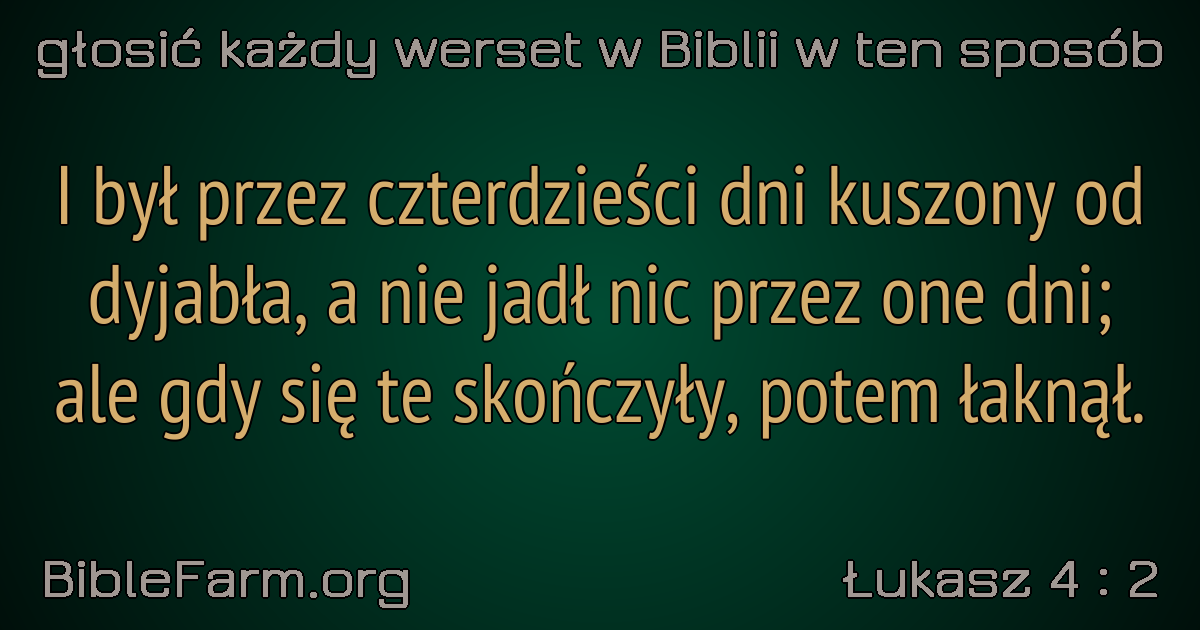 głosić każdy werset w Biblii w ten sposób
I był przez czterdzieści dni kuszony od
dyjabła, a nie jadł nic przez one dni;
ale gdy się te skończyły, potem łaknął.
BibleFarm.org
Łukasz 4 : 2